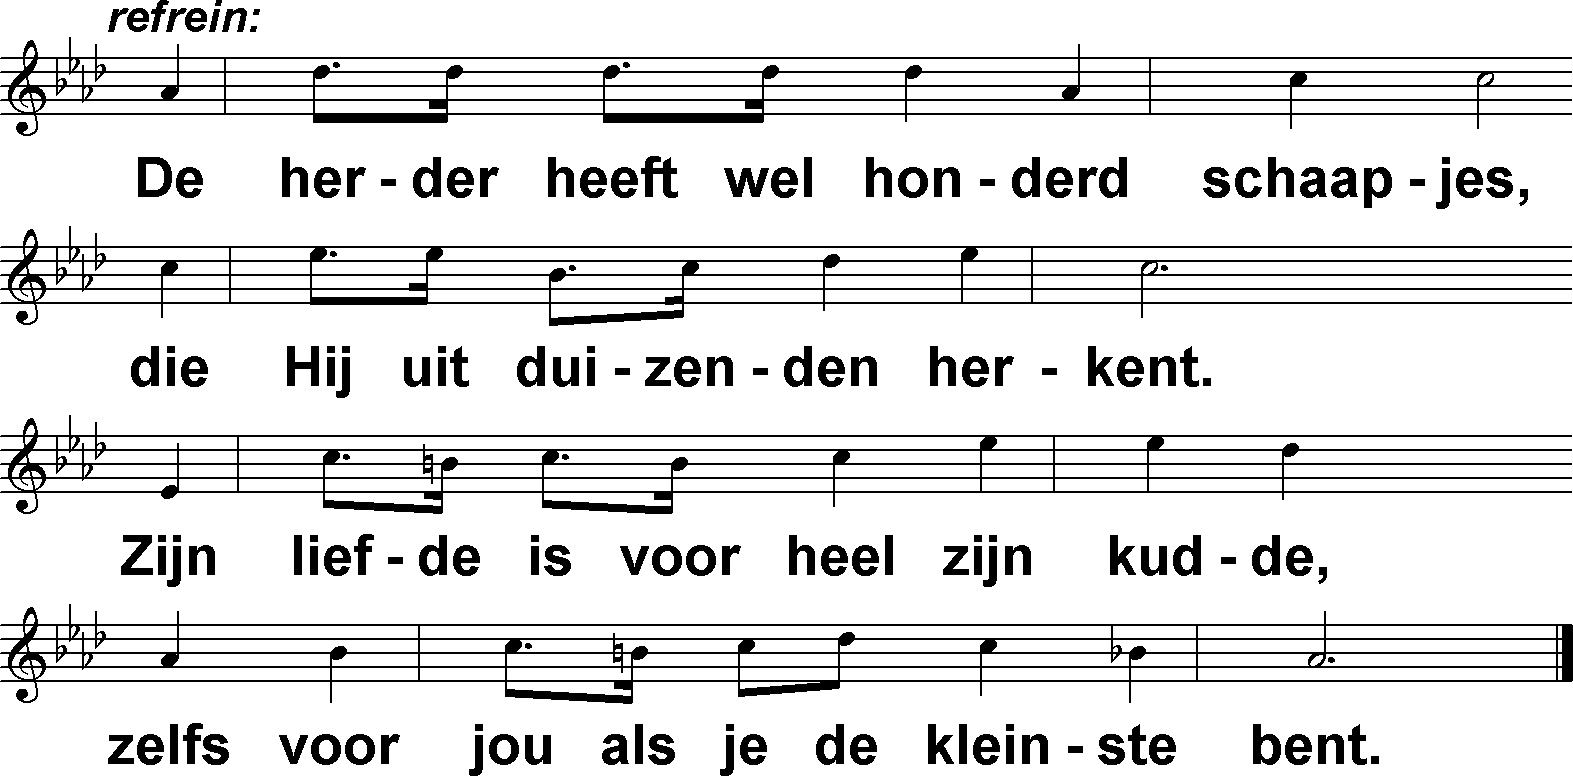 refrein:
De her - der heeft wel hon - derd schaap - jes,
die Hij uit dui - zen - den her - kent.
Zijn lief - de is voor heel zijn kud - de,
zelfs voor jou als je de klein - ste bent.